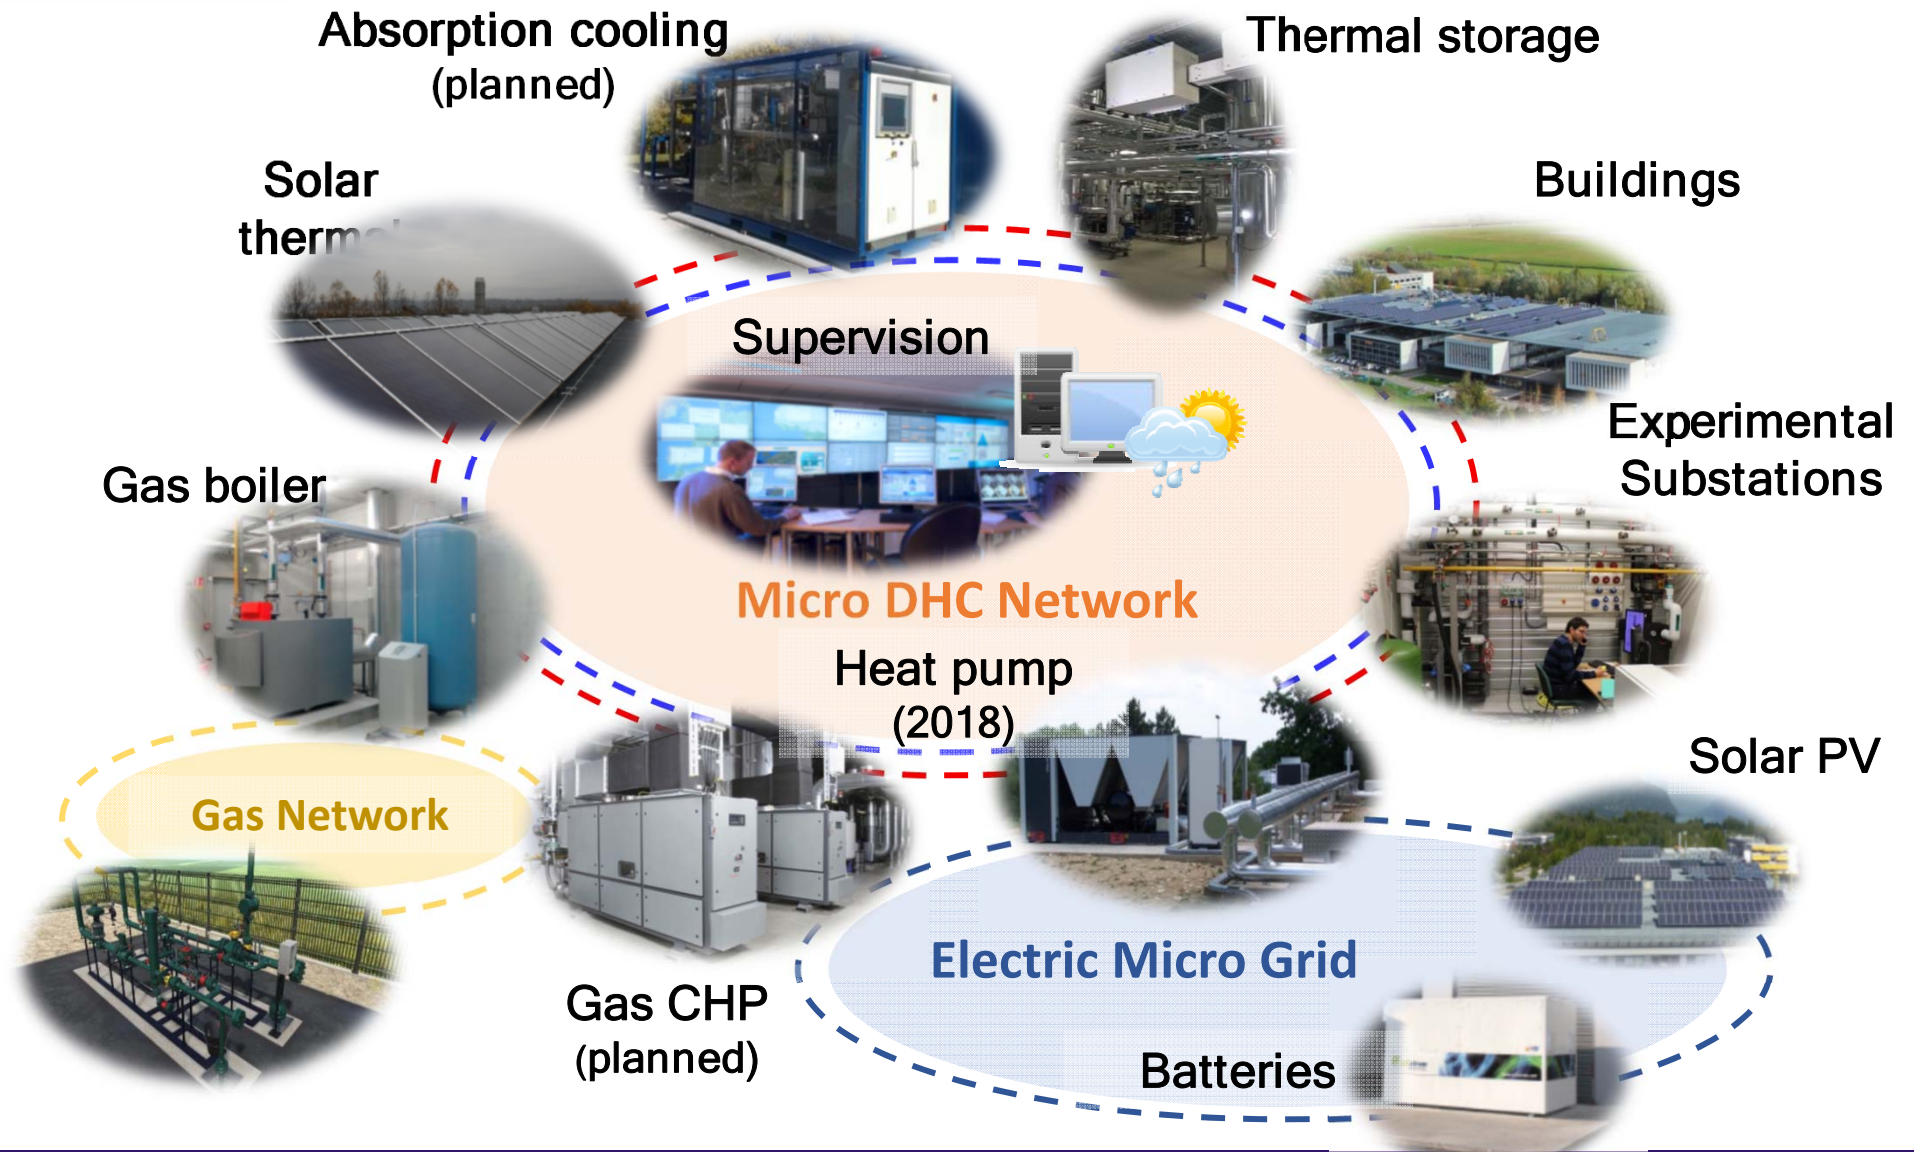 Absorption cooling
(planned)
Thermal storage
Solar
thermal
Buildings
Supervision
Experimental
Substations
Gas boiler
Micro DHC Network
Heat pump
(2018)
Solar PV
Gas Network
Electric Micro Grid
Gas CHP
(planned)
Batteries